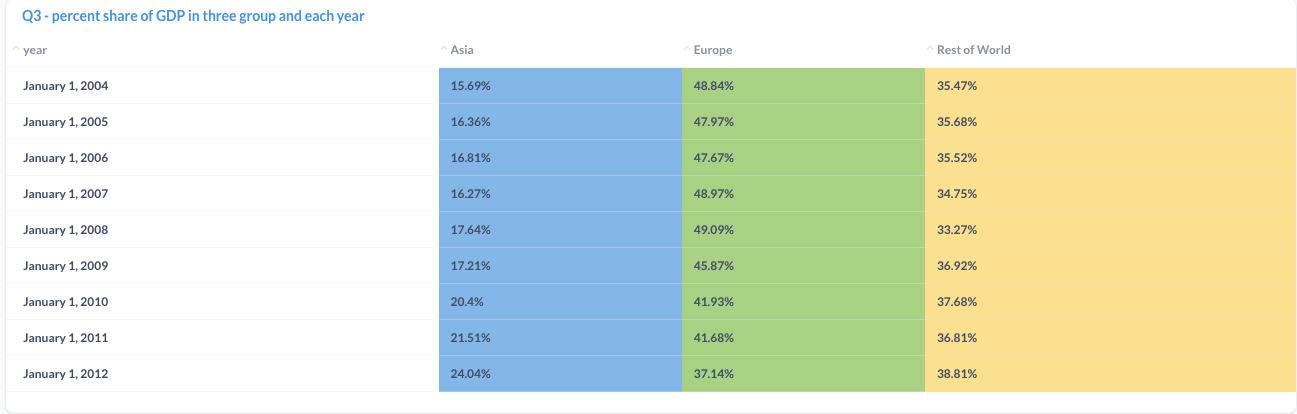 Q3 - percent share of GDP in three group and each year
year Asia Europe Rest of World
January 1, 2004 15.69% 48.84% 35.47%
January 1, 2005 16.36% 47.97% 35.68%
January 1, 2006 16.81% 47.67% 35.52%
January 1, 2007 16.27% 48.97% 34.75%
January 1, 2008 17.64% 49.09% 33.27%
January 1, 2009 17.21% 45.87% 36.92%
January 1, 2010 20.4% 41.93% 37.68%
January 1, 2011 21.51% 41.68% 36.81%
January 1, 2012 24.04% 37.14% 38.81%